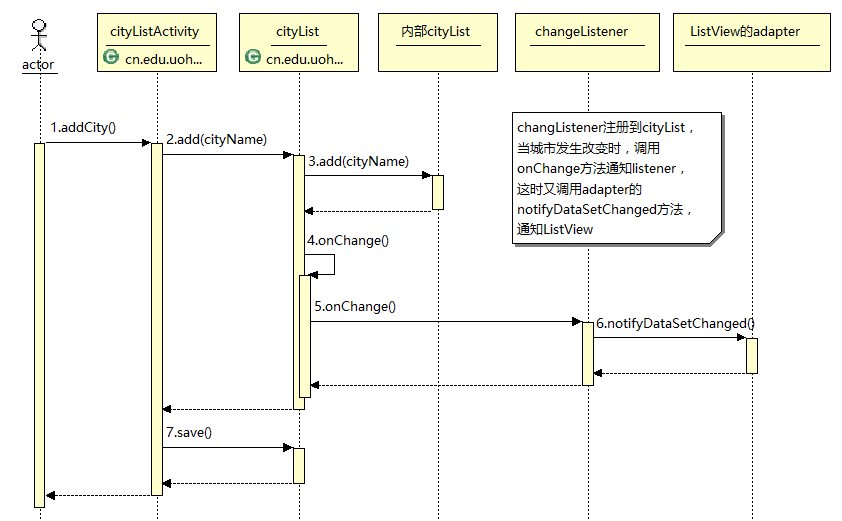 cityListActivity
cn.edu.uoh...
cityList
cn.edu.uoh...
内部cityList
changeListener
ListView的adapter
actor
1.addCity()
2.add(cityName)
3.add(cityName)
changListener注册到cityList，
当城市发生改变时，调用
onChange方法通知listener，
这时又调用adapter的
notifyDataSetChanged方法，
通知ListView
4.onChange()
5.onChange()
6.notifyDataSetChanged()
7.save()